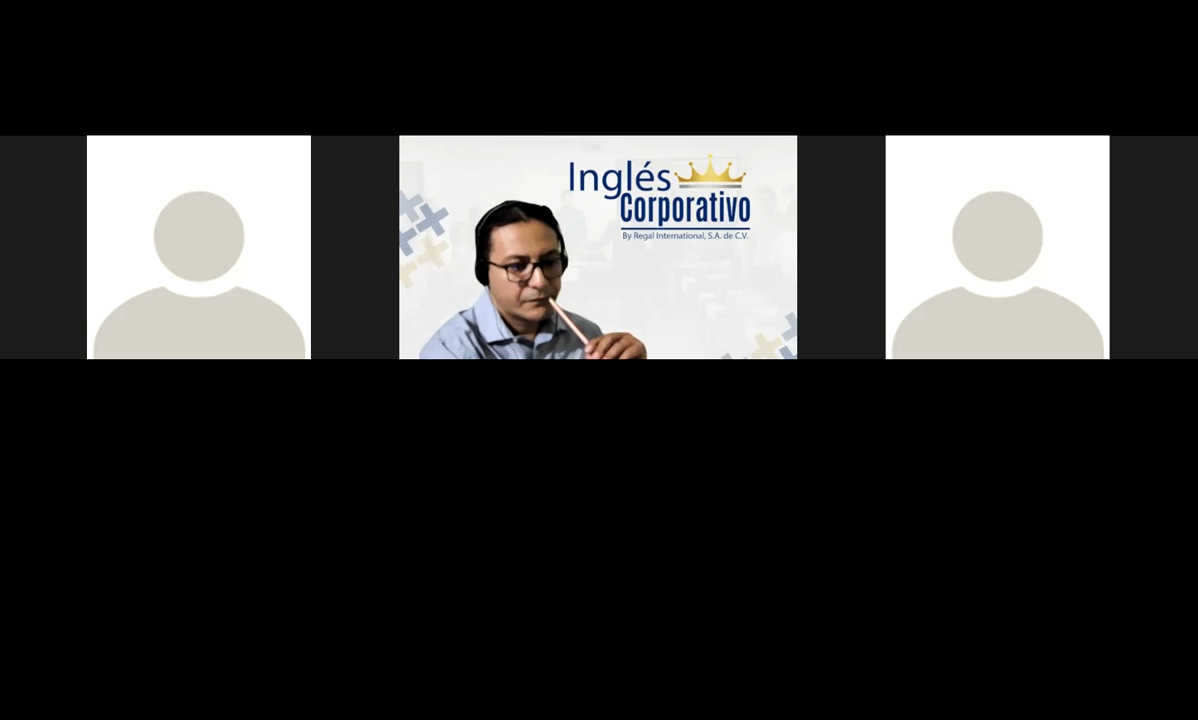 Inglés
Corporativo
By Regal International, S.A. de C.V.